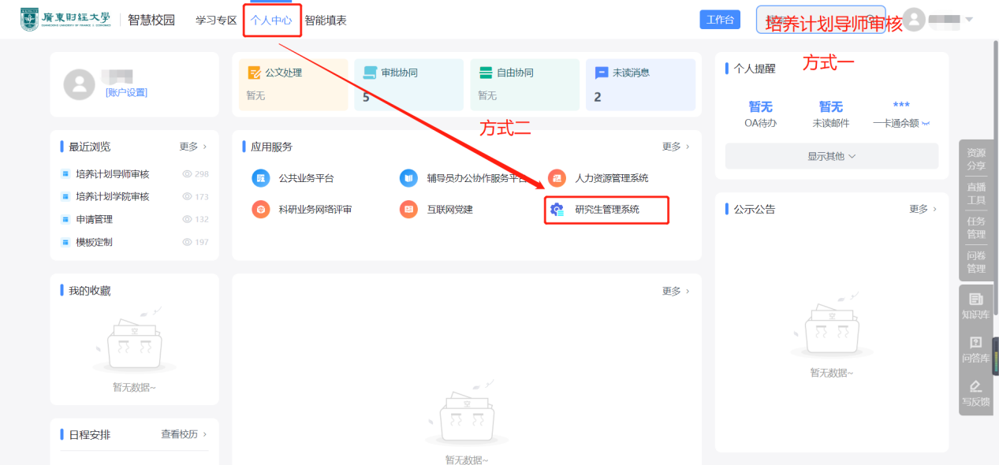 廣東財經大學
GUANGDONG UNIVERSITY OF FINANCE & ECONOMICS
智慧校园
学习专区
个人中心
智能填表
工作台
培养计划导师审核
[账户设置]
公文处理
暂无
审批协同
5
自由协同
暂无
未读消息
2
方式二
个人提醒
方式一
暂无
OA待办
暂无
未读邮件
***
一卡通余额
显示其他
最近浏览
更多 >
培养计划导师审核
298
培养计划学院审核
173
申请管理
132
模板定制
197
应用服务
更多 >
公共业务平台
辅导员办公协作服务平台
人力资源管理系统
科研业务网络评审
互联网党建
研究生管理系统
公示公告
更多 >
空
暂无数据~
我的收藏
空
暂无数据~
更多 >
空
暂无数据~
日程安排
查看校历 >
资源
分享
直播
工具
任务
管理
问卷
管理
知识库
问答库
写反馈